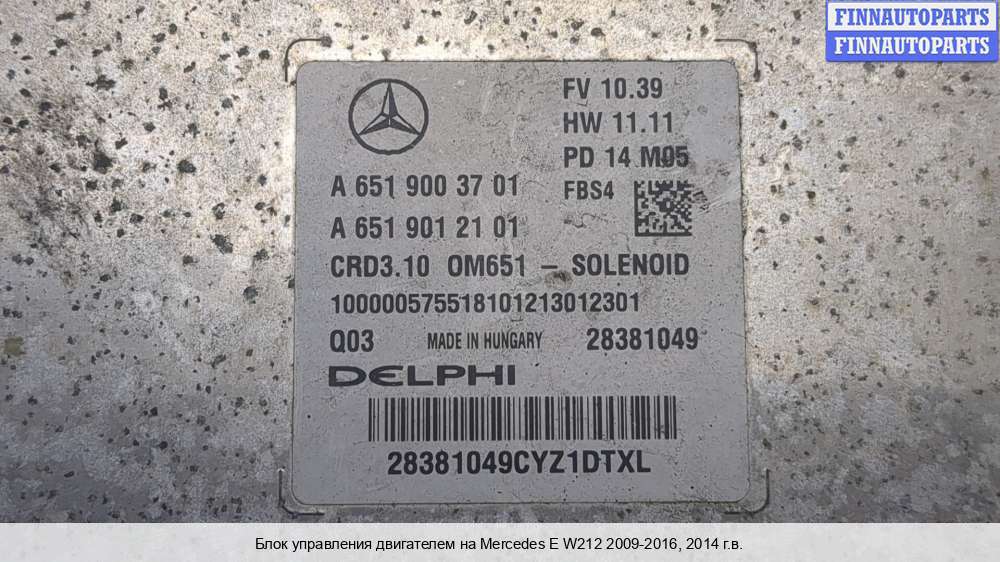 FINNAUTOPARTS
FINNAUTOPARTS
FV 10.39
HW 11.11
PD 14 M05
A 651 900 37 01
FBS4
A 651 901 21 01
CRD3.10 OM651 – SOLENOID
100000575518101213012301
Q03 MADE IN HUNGARY 28381049
DELPHI
28381049CYZ1DTXL
Блок управления двигателем на Mercedes E W212 2009-2016, 2014 г.в.